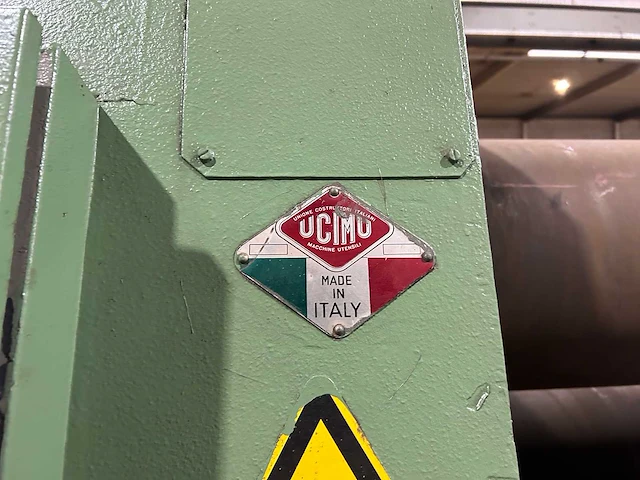 UNIONE COSTRUTTORI ITALIANI
UCIMU
MACCHINE UTENSILI
MADE
IN
ITALY